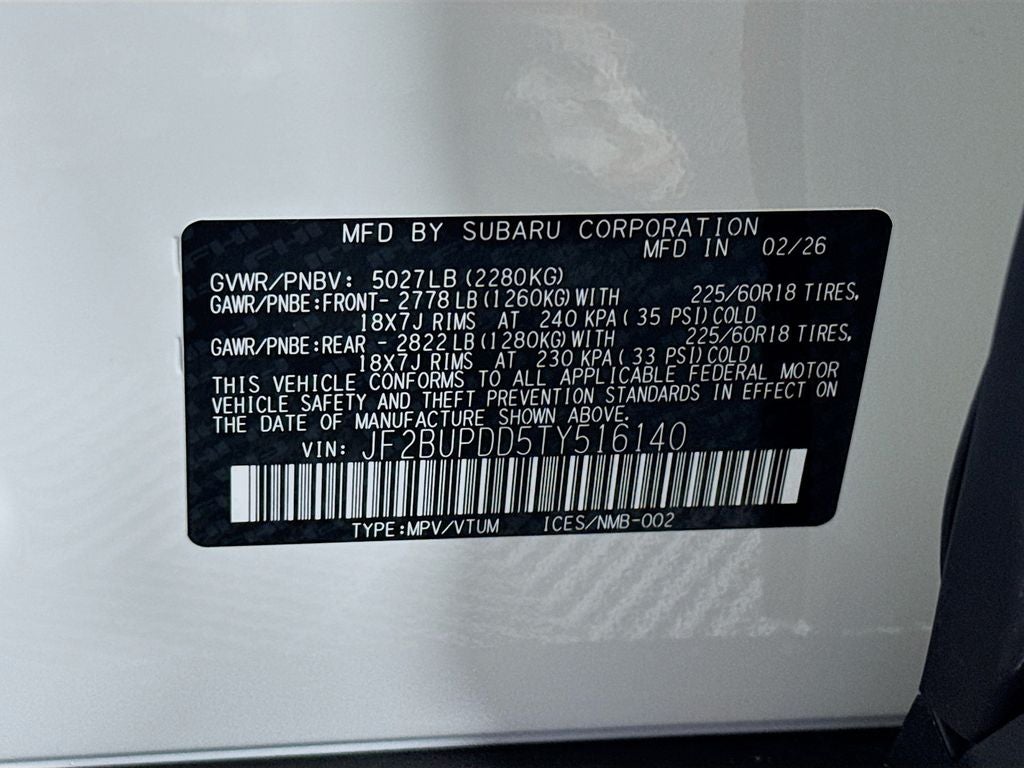 MFD BY SUBARU CORPORATION
MFD IN 02/26
GVWR/PNBV: 5027LB (2280KG)
GAWR/PNBE:FRONT- 2778 LB (1260KG) WITH 225/60R18 TIRES,
18X7J RIMS AT 240 KPA ( 35 PSI) COLD
GAWR/PNBE:REAR - 2822 LB (1280KG) WITH 225/60R18 TIRES,
18X7J RIMS AT 230 KPA ( 33 PSI) COLD
THIS VEHICLE CONFORMS TO ALL APPLICABLE FEDERAL MOTOR
VEHICLE SAFETY AND THEFT PREVENTION STANDARDS IN EFFECT ON
THE DATE OF MANUFACTURE SHOWN ABOVE.
VIN: JF2BUPDD5TY516140
TYPE:MPV/VTUM ICES/NMB-002